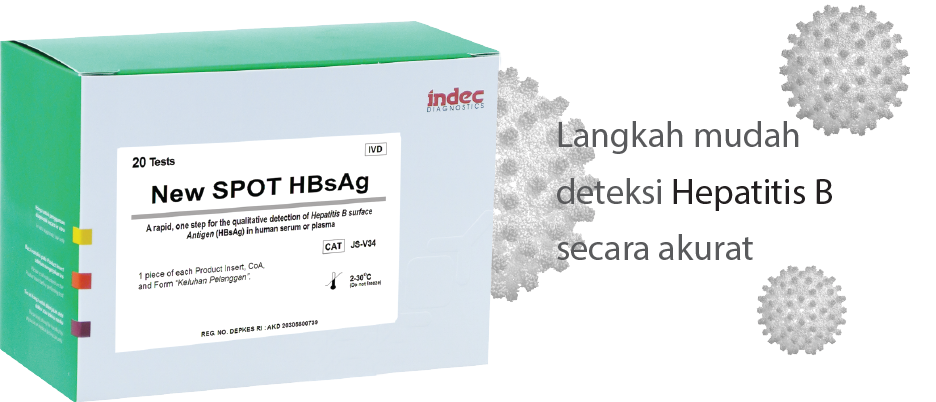 indec
DIAGNOSTICS
IVD
20 Tests
New SPOT HBsAg
A rapid, one step for the qualitative detection of Hepatitis B surface
Antigen (HBsAg) in human serum or plasma
CAT JS-V34
1 piece of each Product Insert, CoA,
and Form "Keluhan Pelanggan".
2-30°C
(Do not freeze)
REG. NO. DEPKES RI : AKD 20305800739
Langkah mudah
deteksi Hepatitis B
secara akurat